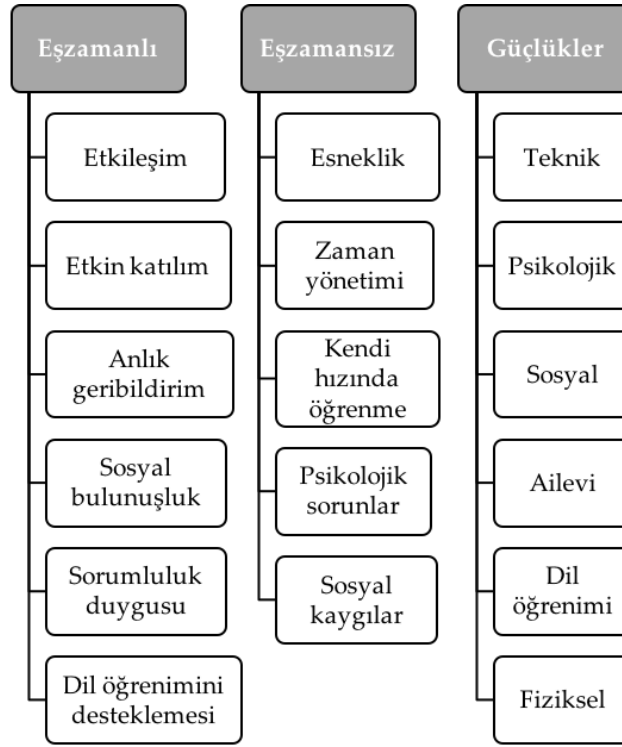 Eşzamanlı
Etkileşim
Etkin katılım
Anlık
geribildirim
Sosyal
bulunuşluk
Sorumluluk
duygusu
Dil öğrenimini
desteklemesi
Eşzamansız
Esneklik
Zaman
yönetimi
Kendi
hızında
öğrenme
Psikolojik
sorunlar
Sosyal
kaygılar
Güçlükler
Teknik
Psikolojik
Sosyal
Ailevi
Dil
öğrenimi
Fiziksel